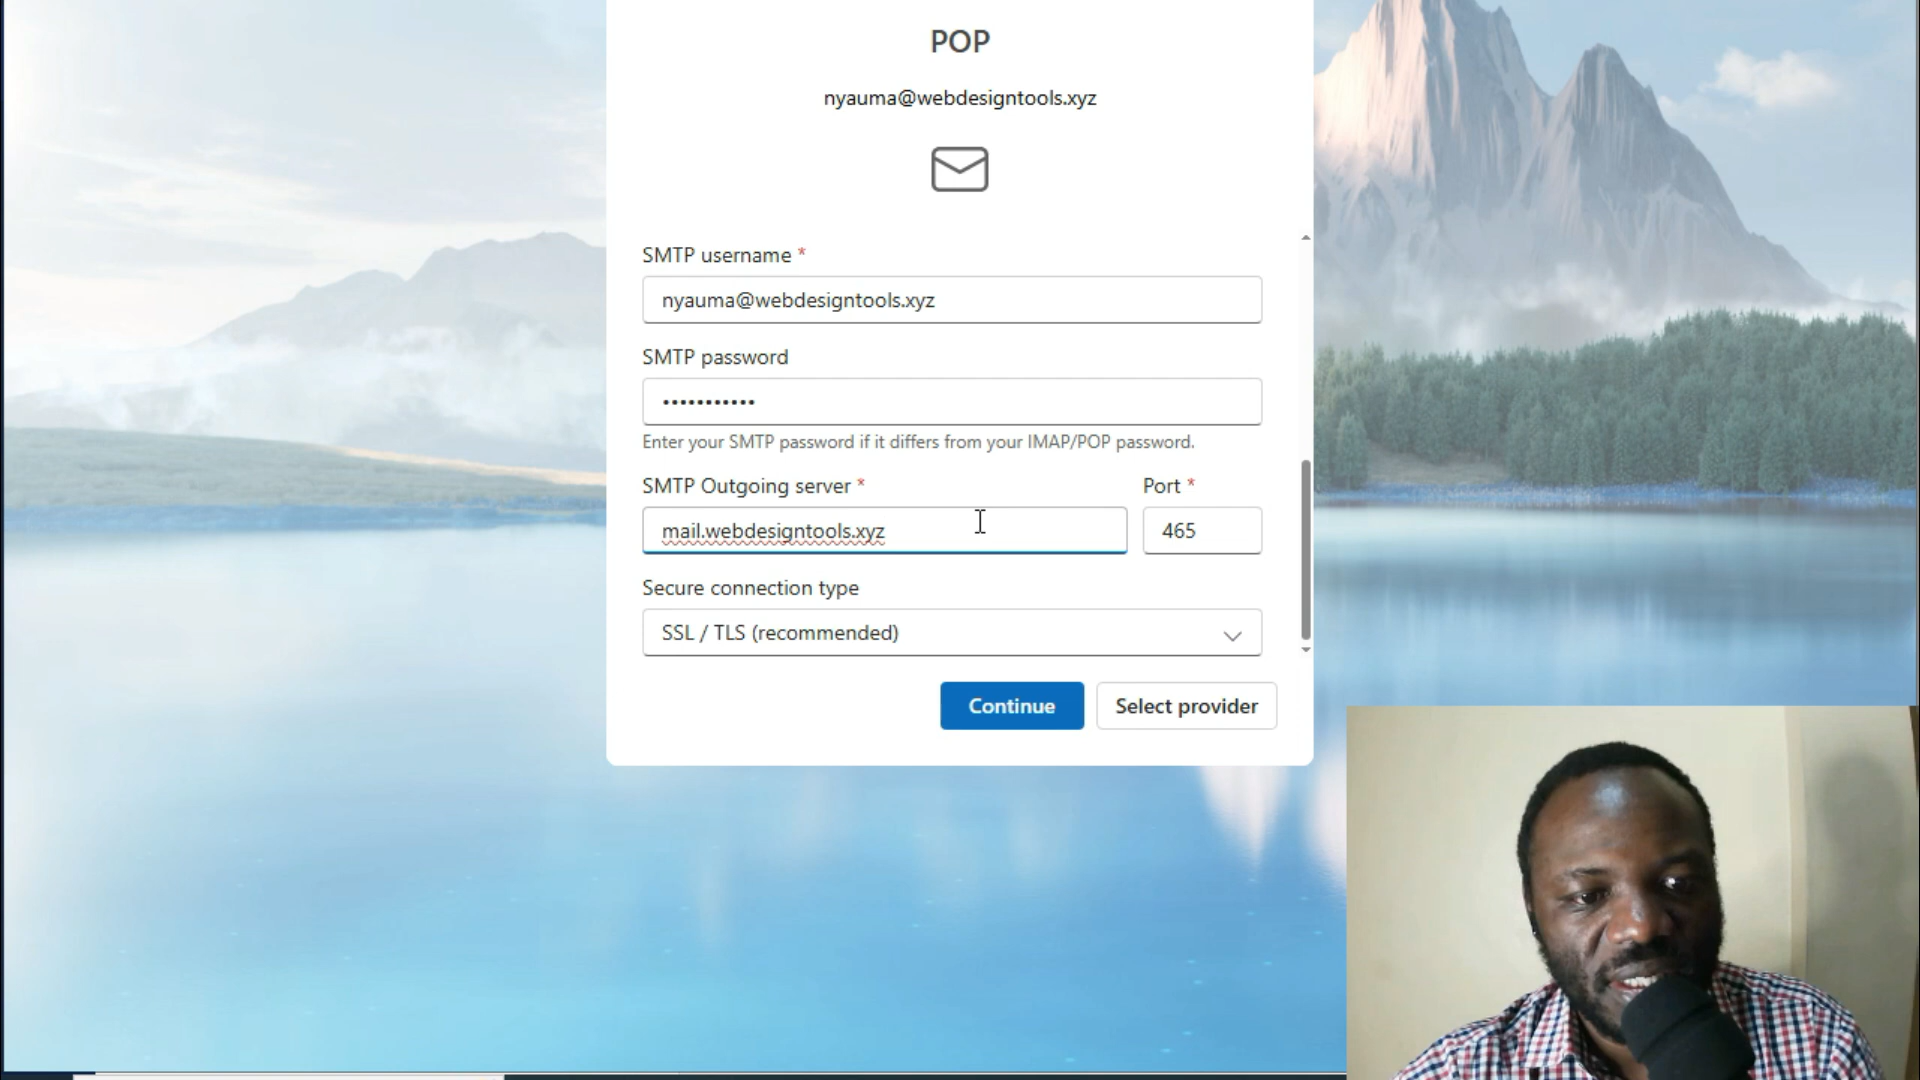 POP
nyauma@webdesigntools.xyz
SMTP username *
nyauma@webdesigntools.xyz
SMTP password
•••••••••••
Enter your SMTP password if it differs from your IMAP/POP password.
SMTP Outgoing server * Port *
mail.webdesigntools.xyz 465
Secure connection type
SSL / TLS (recommended)
Continue Select provider